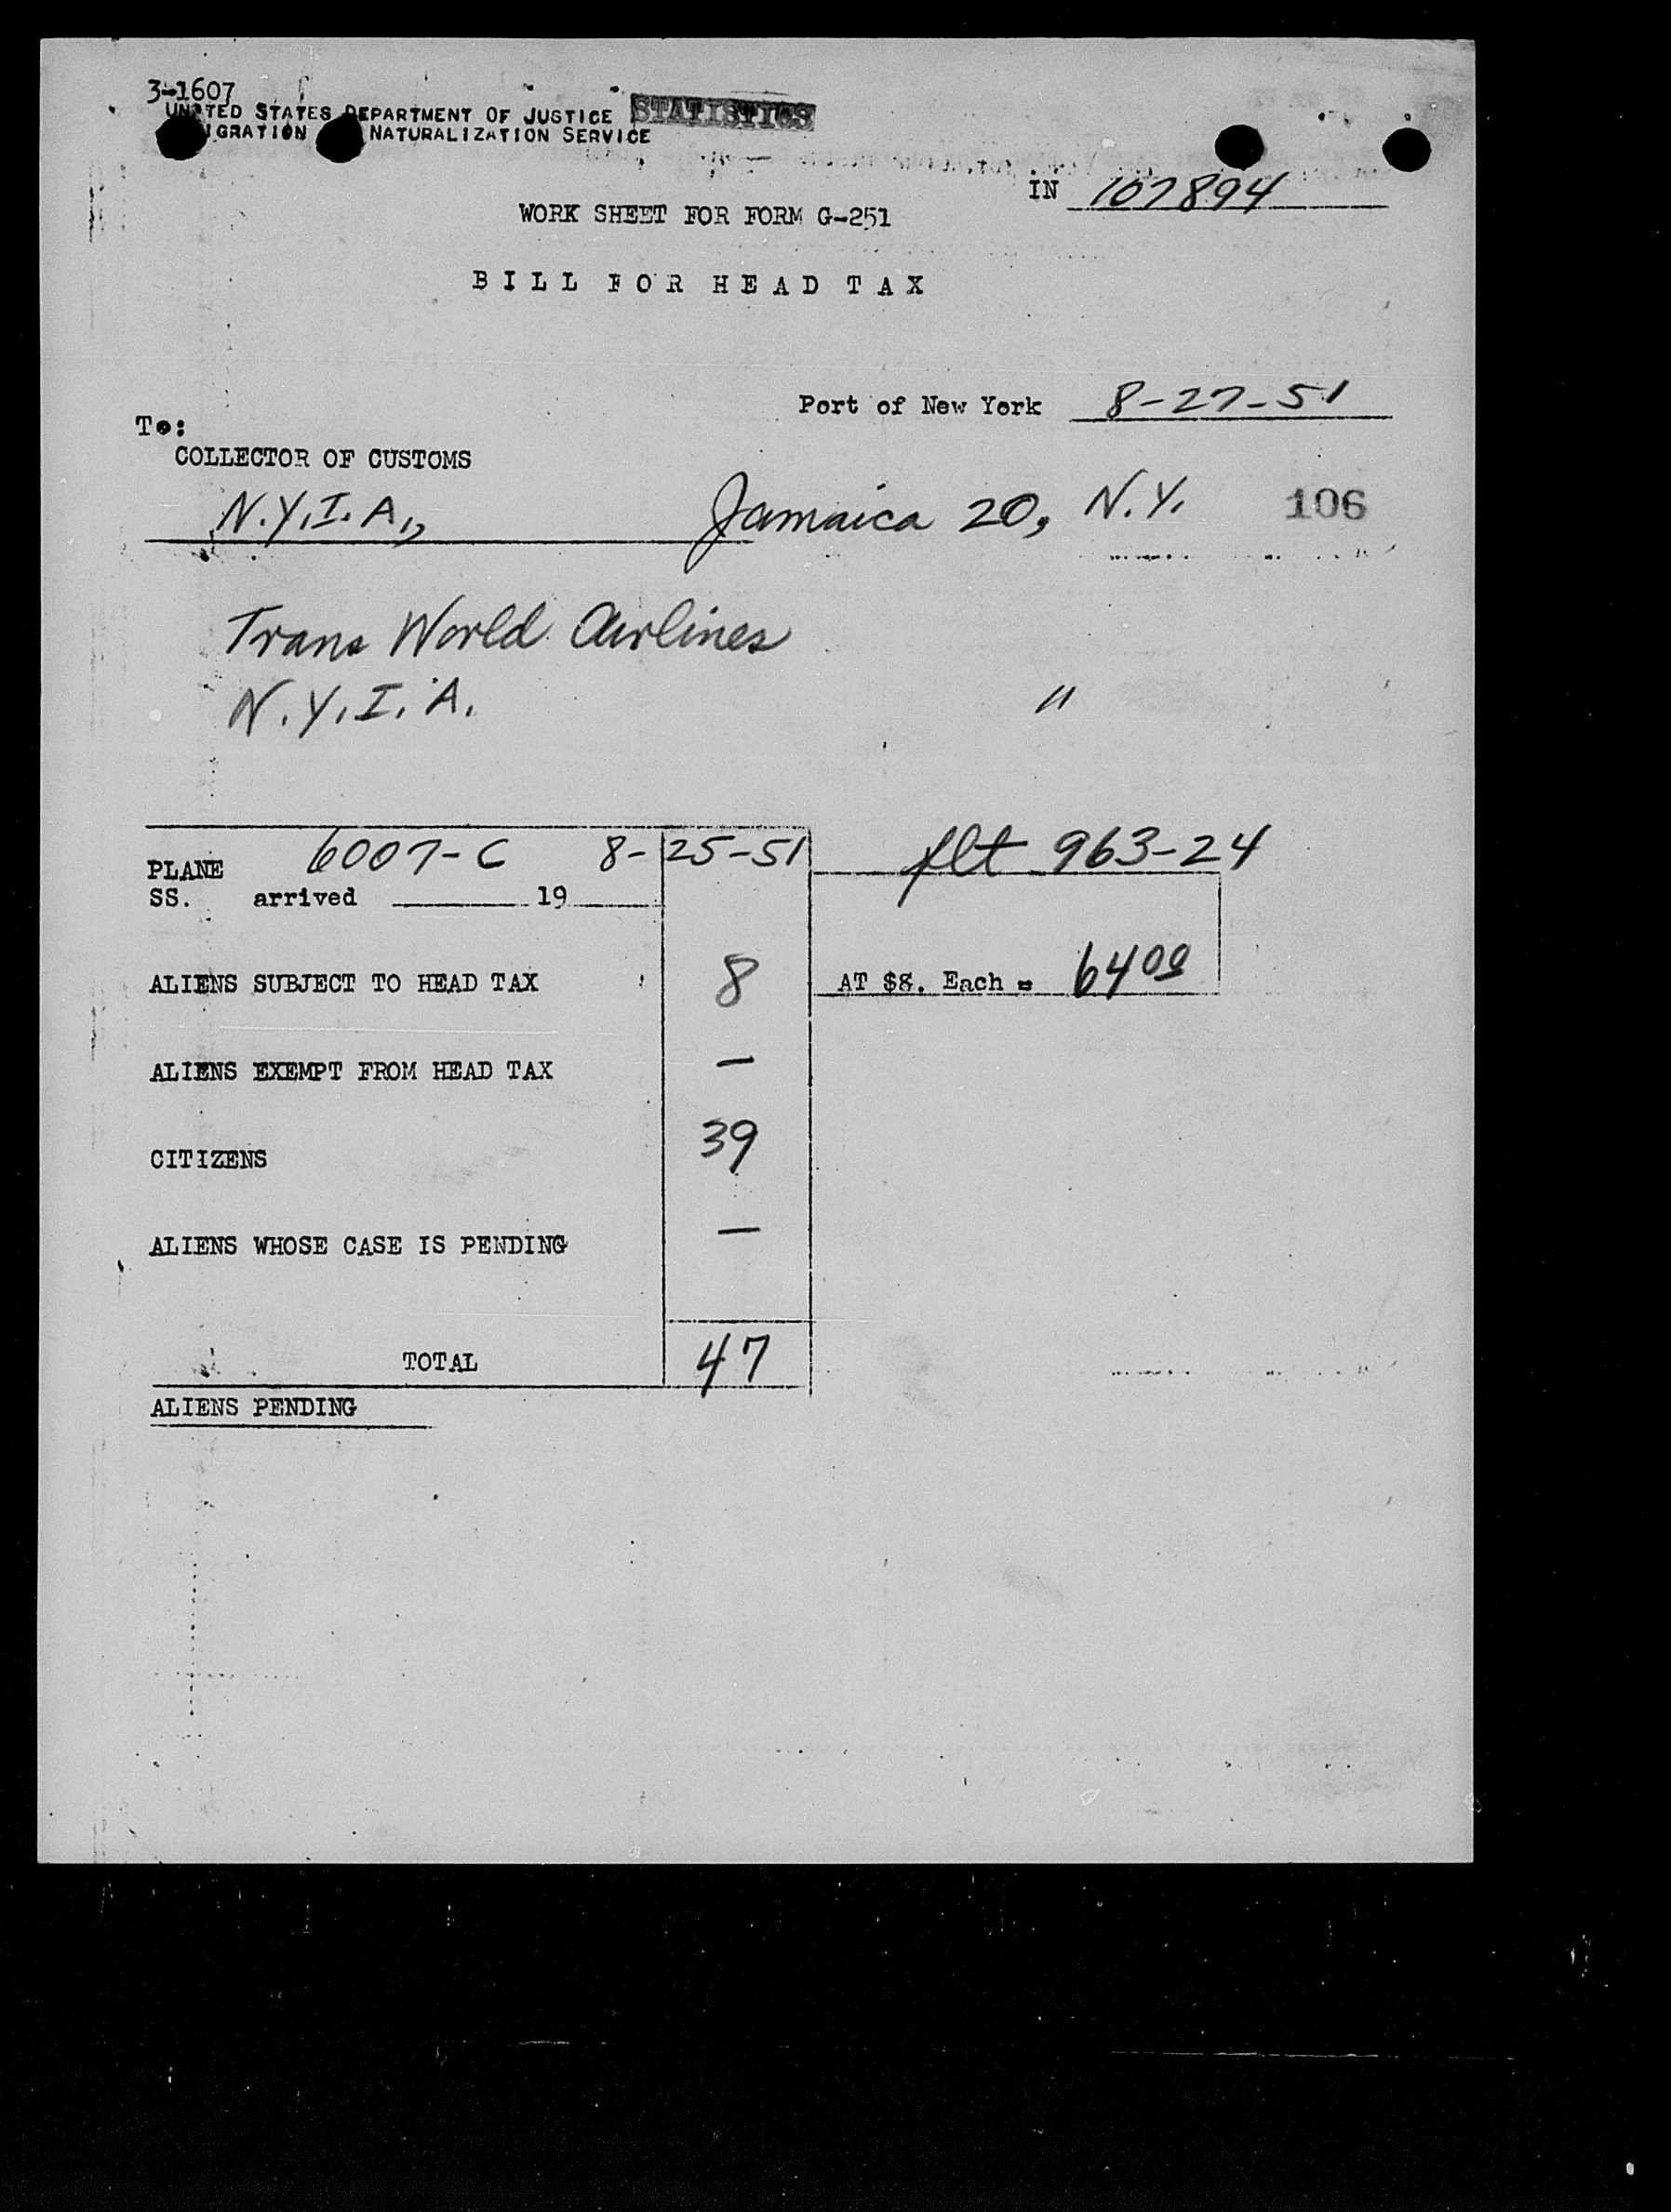 3-1607
UNITED STATES DEPARTMENT OF JUSTICE STATISTICS
IGRATION NATURALIZATION SERVICE
IN 107894
WORK SHEET FOR FORM G-251
BILL FOR HEAD TAX
Port of New York 8-27-51
To:
COLLECTOR OF CUSTOMS
N.Y.I.A., Jamaica 20, N.Y. 106
Trans World Airlines
N.Y.I.A. "
PLANE 6007-C 8-25-51 flt 963-24
SS. arrived 19
ALIENS SUBJECT TO HEAD TAX 8 AT $8. Each = 64 00
ALIENS EXEMPT FROM HEAD TAX —
CITIZENS 39
ALIENS WHOSE CASE IS PENDING —
TOTAL 47
ALIENS PENDING